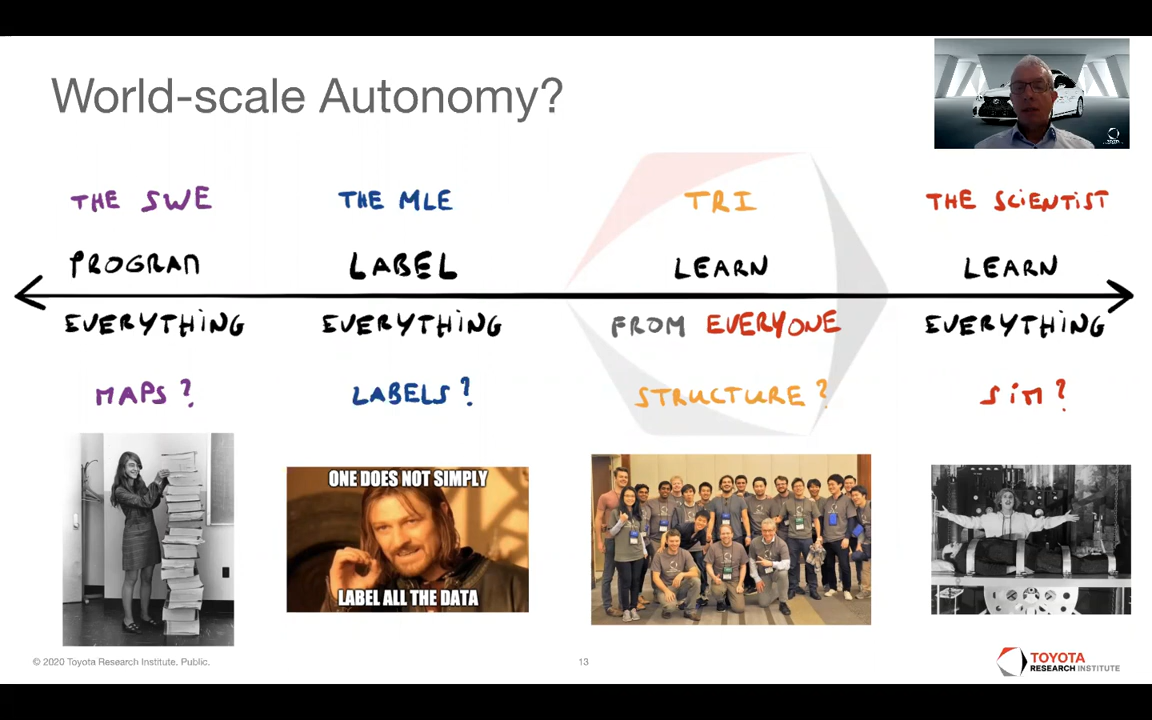 World-scale Autonomy?
THE SWE
THE MLE
TRI
THE SCIENTIST
PROGRAM
LABEL
LEARN
LEARN
EVERYTHING
EVERYTHING
FROM EVERYONE
EVERYTHING
MAPS?
LABELS?
STRUCTURE?
SIM?
ONE DOES NOT SIMPLY
LABEL ALL THE DATA
© 2020 Toyota Research Institute. Public.
13
TOYOTA
RESEARCH INSTITUTE